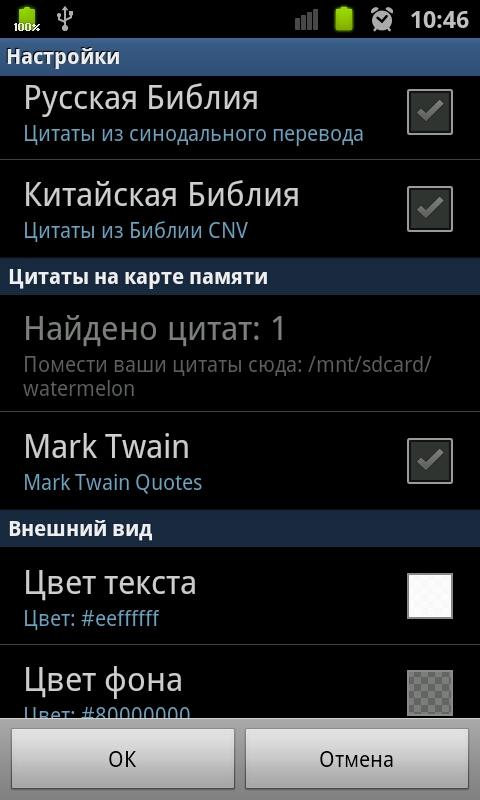 100%
10:46
Настройки
Русская Библия
Цитаты из синодального перевода
Китайская Библия
Цитаты из Библии CNV
Цитаты на карте памяти
Найдено цитат: 1
Помести ваши цитаты сюда: /mnt/sdcard/
watermelon
Mark Twain
Mark Twain Quotes
Внешний вид
Цвет текста
Цвет: #eeffffff
Цвет фона
Цвет: #80000000
OK
Отмена